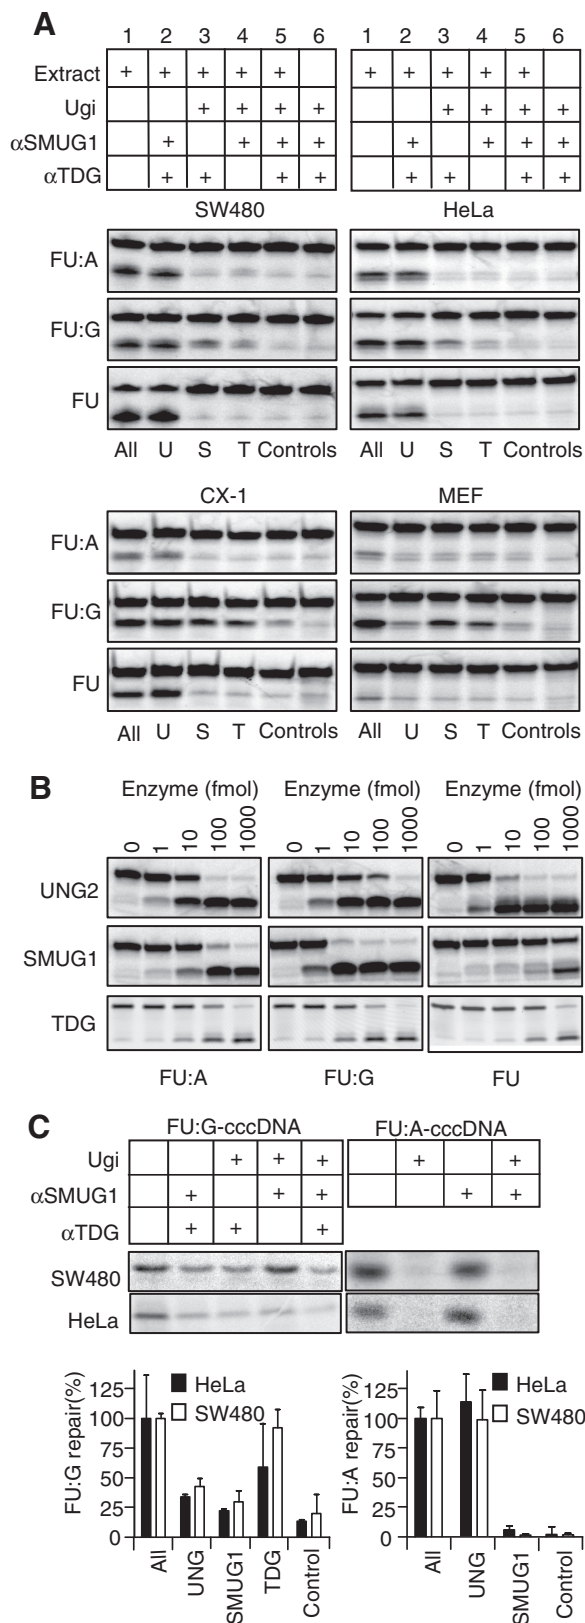 A
1 2 3 4 5 6 1 2 3 4 5 6
Extract + + + + + + + + + +
Ugi + + + + + + + +
αSMUG1 + + + + + + + +
αTDG + + + + + + + +
SW480 HeLa
FU:A
FU:G
FU
All U S T Controls All U S T Controls
CX-1 MEF
FU:A
FU:G
FU
All U S T Controls All U S T Controls
B
Enzyme (fmol) Enzyme (fmol) Enzyme (fmol)
0 1 10 100 1000 0 1 10 100 1000 0 1 10 100 1000
UNG2
SMUG1
TDG
FU:A FU:G FU
C
FU:G-cccDNA FU:A-cccDNA
Ugi + + + + +
αSMUG1 + + + + +
αTDG + + +
SW480
HeLa
FU:G repair(%)
125
100
75
50
25
0
HeLa
SW480
All UNG SMUG1 TDG Control
FU:A repair(%)
125
100
75
50
25
0
HeLa
SW480
All UNG SMUG1 Control